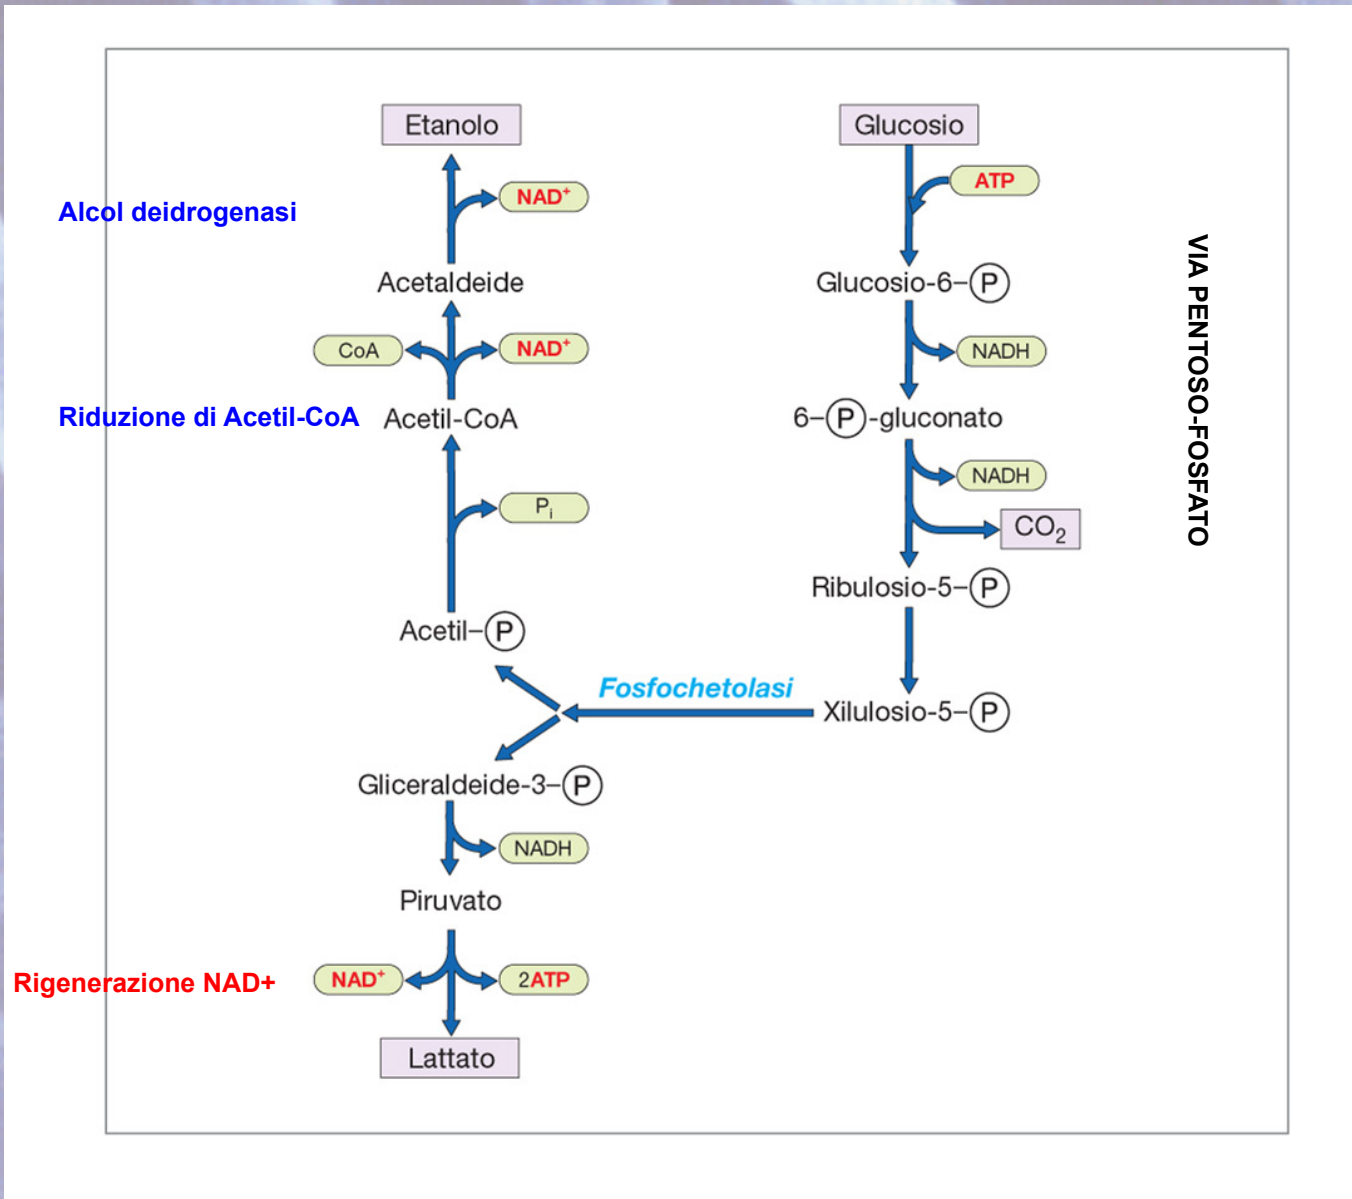 Etanolo
NAD+
Alcol deidrogenasi
Acetaldeide
CoA
NAD+
Riduzione di Acetil-CoA
Acetil-CoA
Pi
Acetil–P
Glucosio
ATP
Glucosio-6–P
NADH
6–P-gluconato
NADH
CO2
Ribulosio-5–P
Xilulosio-5–P
VIA PENTOSO-FOSFATO
Fosfochetolasi
Gliceraldeide-3–P
NADH
Piruvato
Rigenerazione NAD+
NAD+
2ATP
Lattato